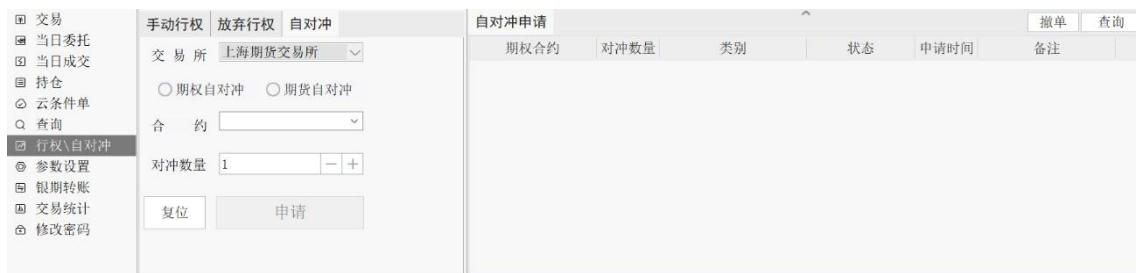 交易
当日委托
当日成交
持仓
云条件单
查询
行权\自对冲
参数设置
银期转账
交易统计
修改密码
手动行权 放弃行权 自对冲
交易所 上海期货交易所
期权自对冲 期货自对冲
合约
对冲数量 1
复位 申请
自对冲申请 撤单 查询
期权合约 对冲数量 类别 状态 申请时间 备注